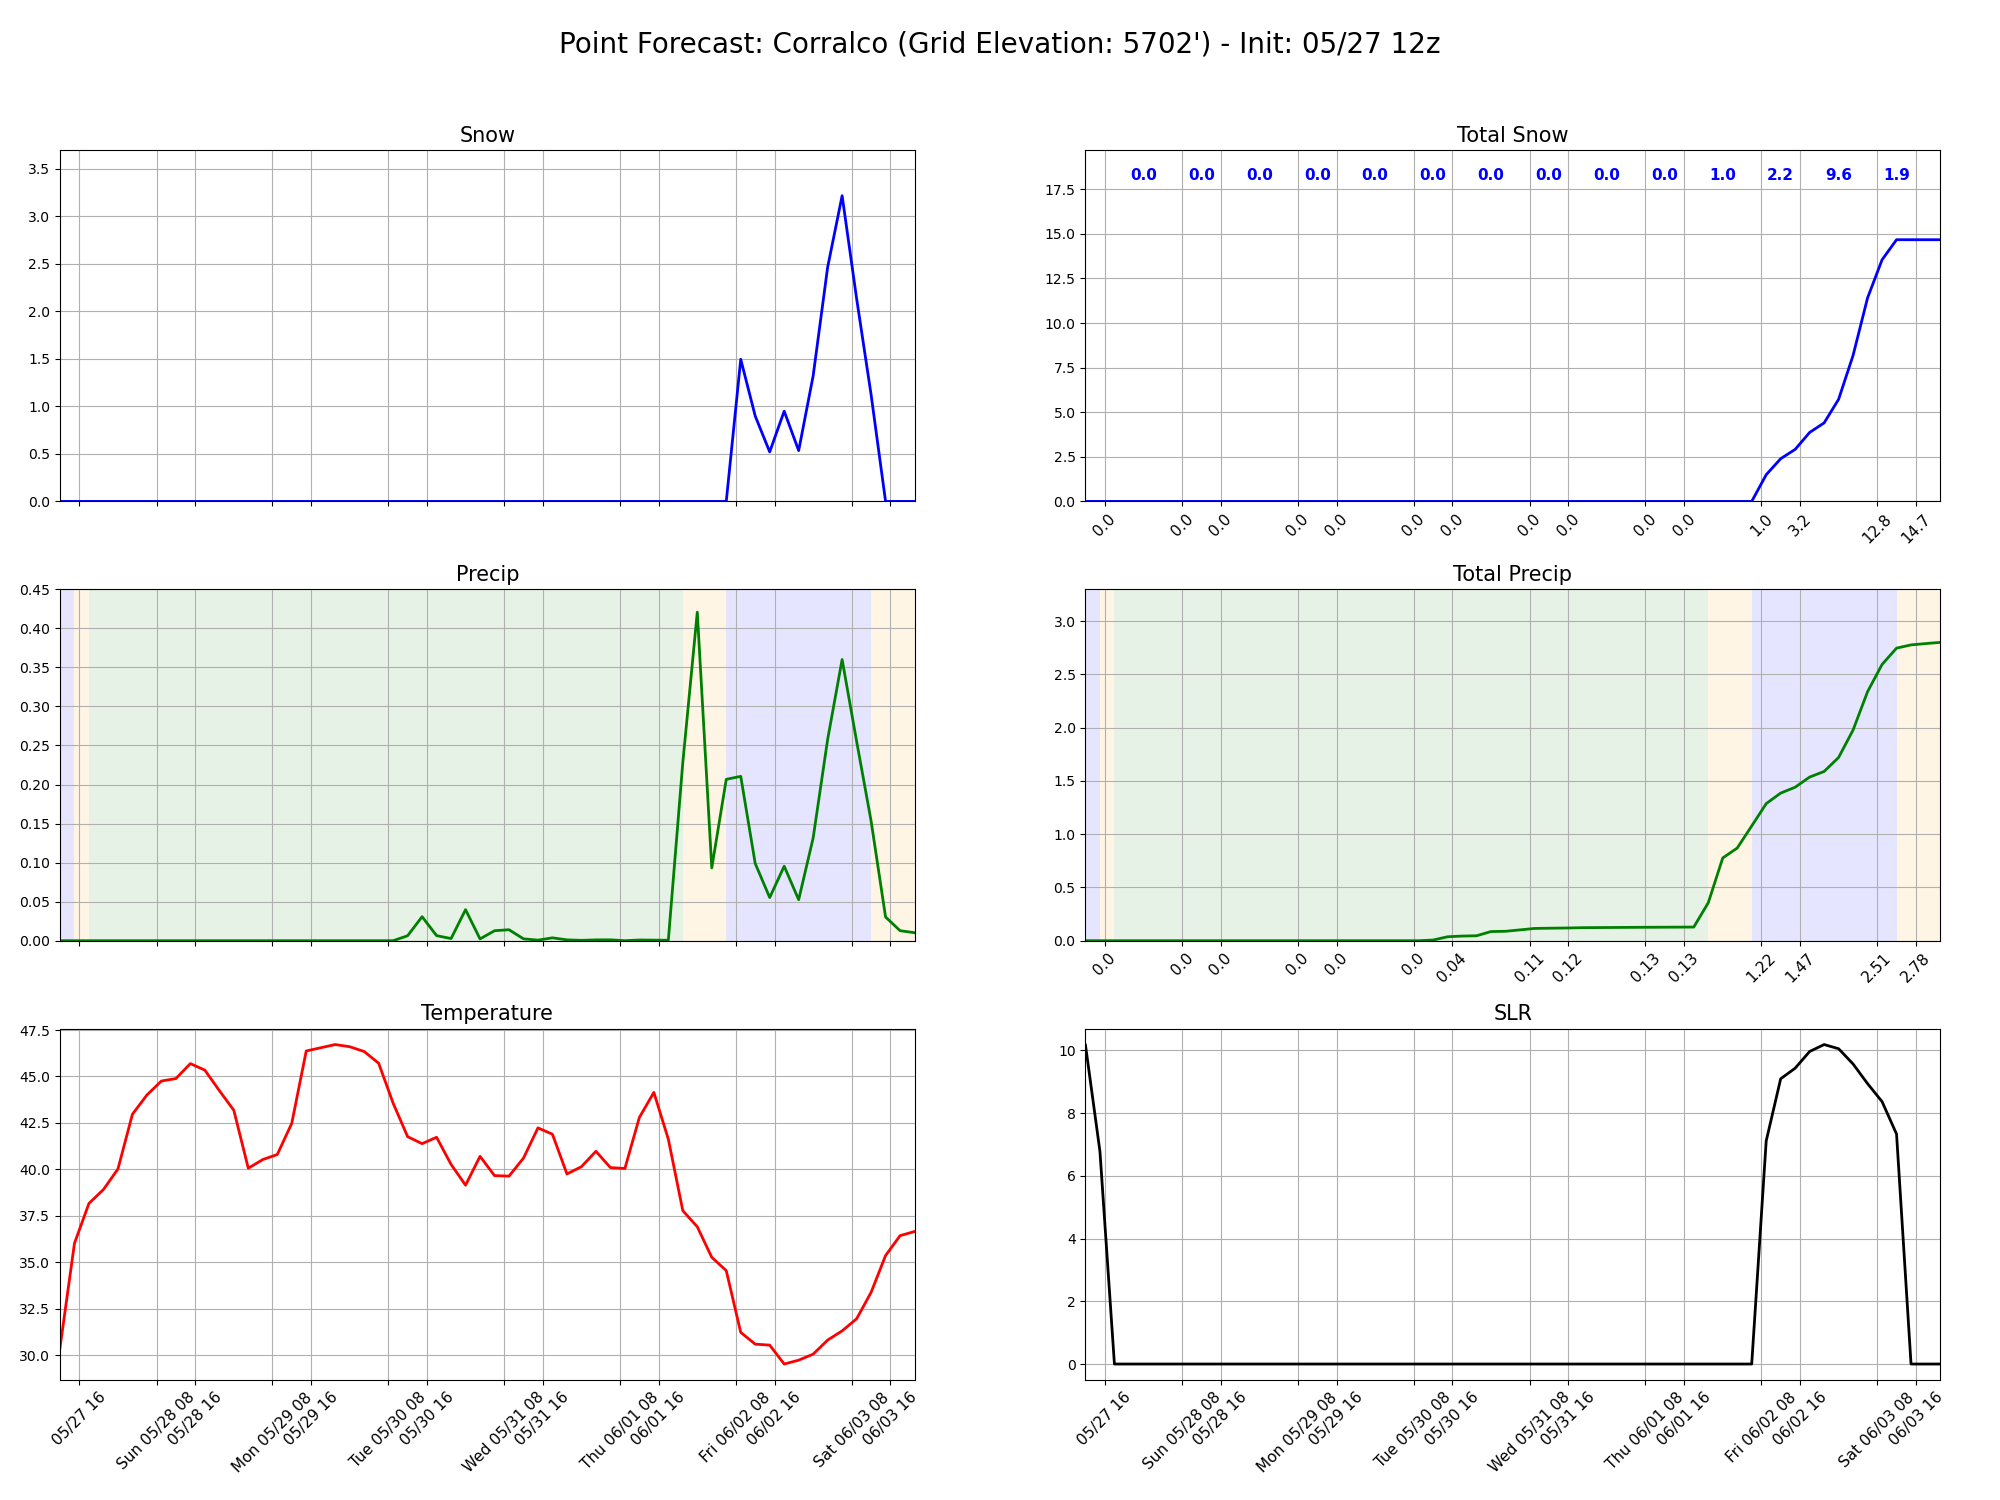 Point Forecast: Corralco (Grid Elevation: 5702') - Init: 05/27 12z
Snow
3.5
3.0
2.5
2.0
1.5
1.0
0.5
0.0
Total Snow
0.0 0.0 0.0 0.0 0.0 0.0 0.0 0.0 0.0 0.0 1.0 2.2 9.6 1.9
17.5
15.0
12.5
10.0
7.5
5.0
2.5
0.0
0.0 0.0 0.0 0.0 0.0 0.0 0.0 0.0 0.0 0.0 0.0 1.0 3.2 12.8 14.7
Precip
0.45
0.40
0.35
0.30
0.25
0.20
0.15
0.10
0.05
0.00
Total Precip
3.0
2.5
2.0
1.5
1.0
0.5
0.0
0.0 0.0 0.0 0.0 0.0 0.0 0.04 0.11 0.12 0.13 0.13 1.22 1.47 2.51 2.78
Temperature
47.5
45.0
42.5
40.0
37.5
35.0
32.5
30.0
05/27 16
Sun 05/28 08
05/28 16
Mon 05/29 08
05/29 16
Tue 05/30 08
05/30 16
Wed 05/31 08
05/31 16
Thu 06/01 08
06/01 16
Fri 06/02 08
06/02 16
Sat 06/03 08
06/03 16
SLR
10
8
6
4
2
0
05/27 16
Sun 05/28 08
05/28 16
Mon 05/29 08
05/29 16
Tue 05/30 08
05/30 16
Wed 05/31 08
05/31 16
Thu 06/01 08
06/01 16
Fri 06/02 08
06/02 16
Sat 06/03 08
06/03 16